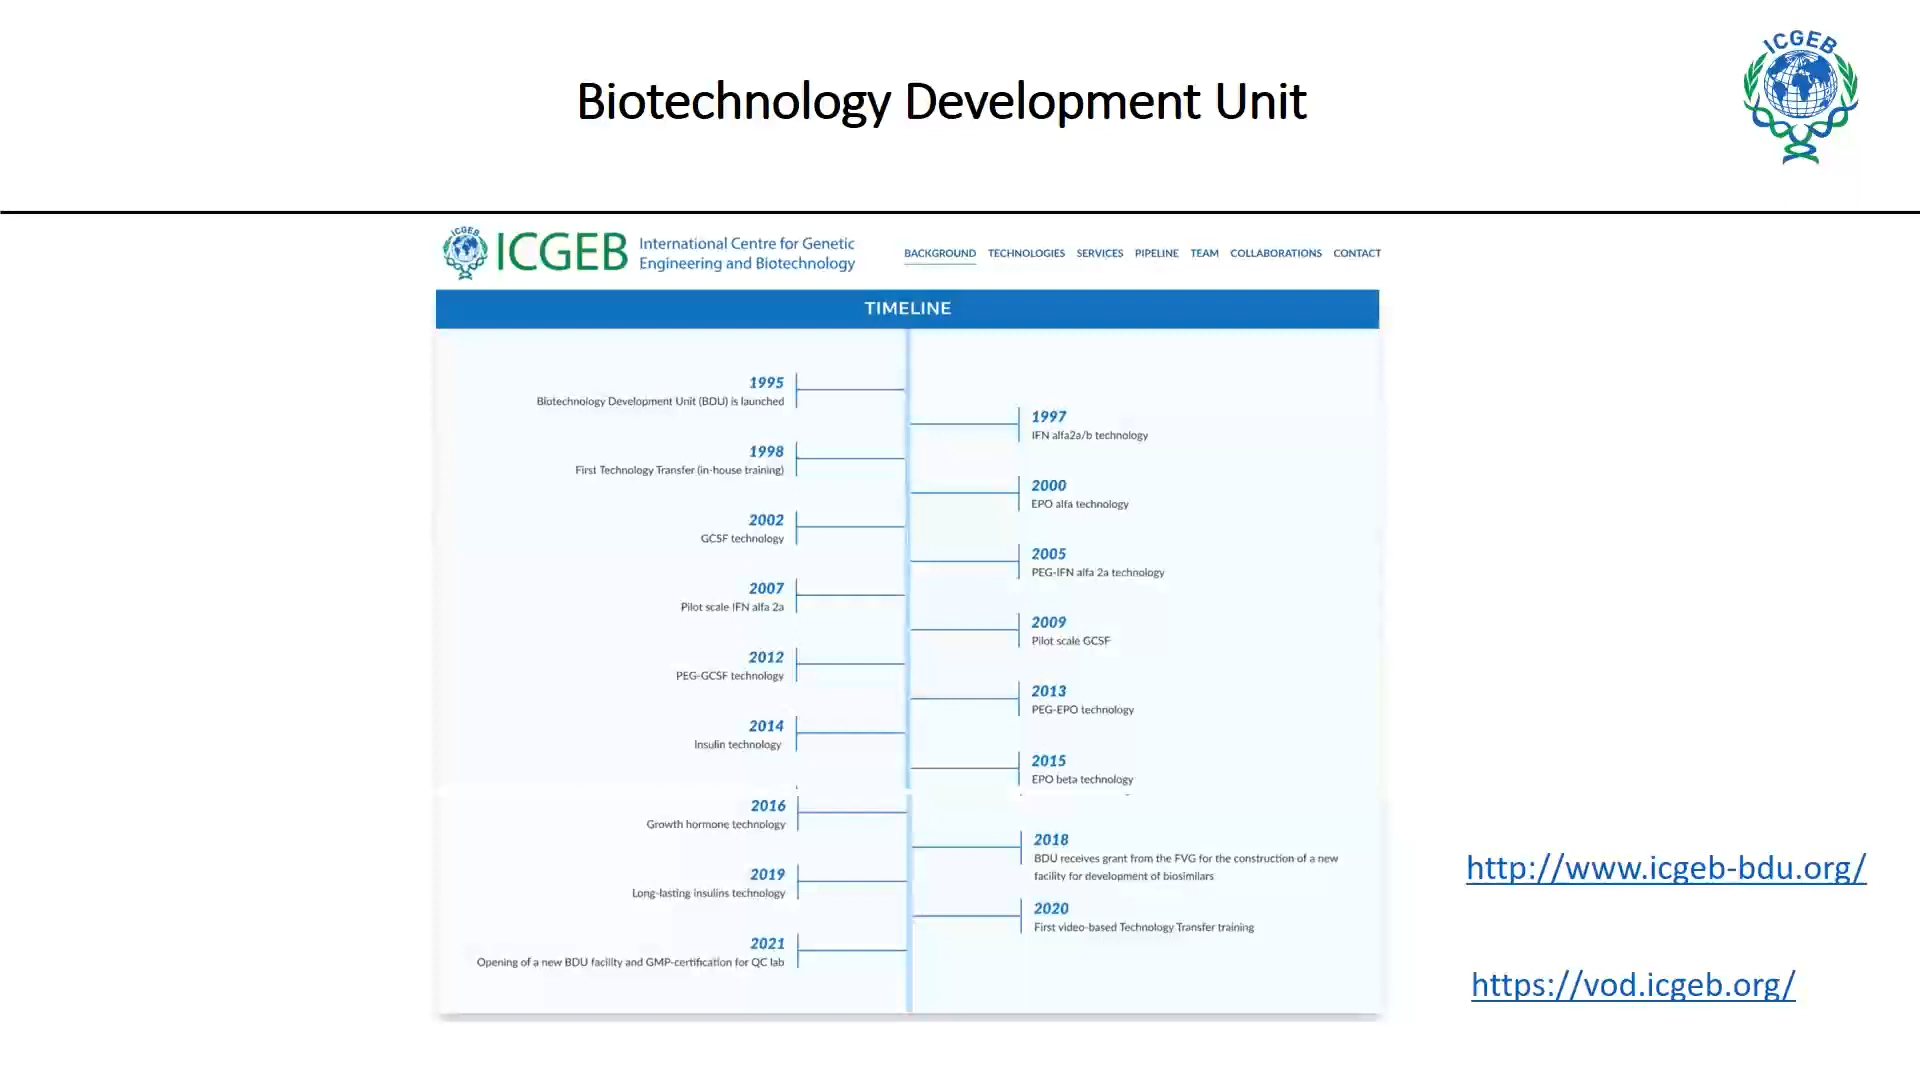 Biotechnology Development Unit
ICGEB
ICGEB
ICGEB
International Centre for Genetic
Engineering and Biotechnology
BACKGROUND TECHNOLOGIES SERVICES PIPELINE TEAM COLLABORATIONS CONTACT
TIMELINE
1995
Biotechnology Development Unit (BDU) is launched
1997
IFN alfa2a/b technology
1998
First Technology Transfer (in-house training)
2000
EPO alfa technology
2002
GCSF technology
2005
PEG-IFN alfa 2a technology
2007
Pilot scale IFN alfa 2a
2009
Pilot scale GCSF
2012
PEG-GCSF technology
2013
PEG-EPO technology
2014
Insulin technology
2015
EPO beta technology
2016
Growth hormone technology
2018
BDU receives grant from the FVG for the construction of a new
facility for development of biosimilars
2019
Long-lasting insulins technology
2020
First video-based Technology Transfer training
2021
Opening of a new BDU facility and GMP-certification for QC lab
http://www.icgeb-bdu.org/
https://vod.icgeb.org/